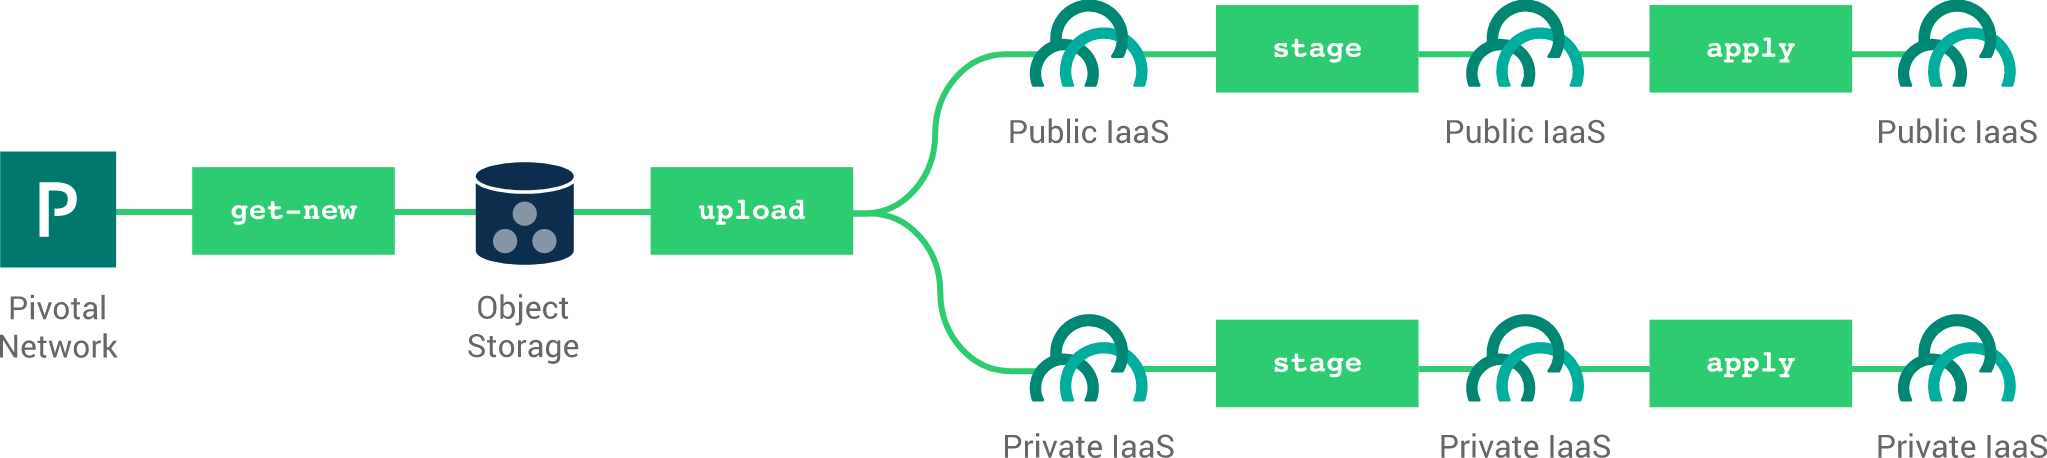 P
Pivotal
Network
get-new
Object
Storage
upload
Public IaaS
stage
Public IaaS
apply
Public IaaS
Private IaaS
stage
Private IaaS
apply
Private IaaS